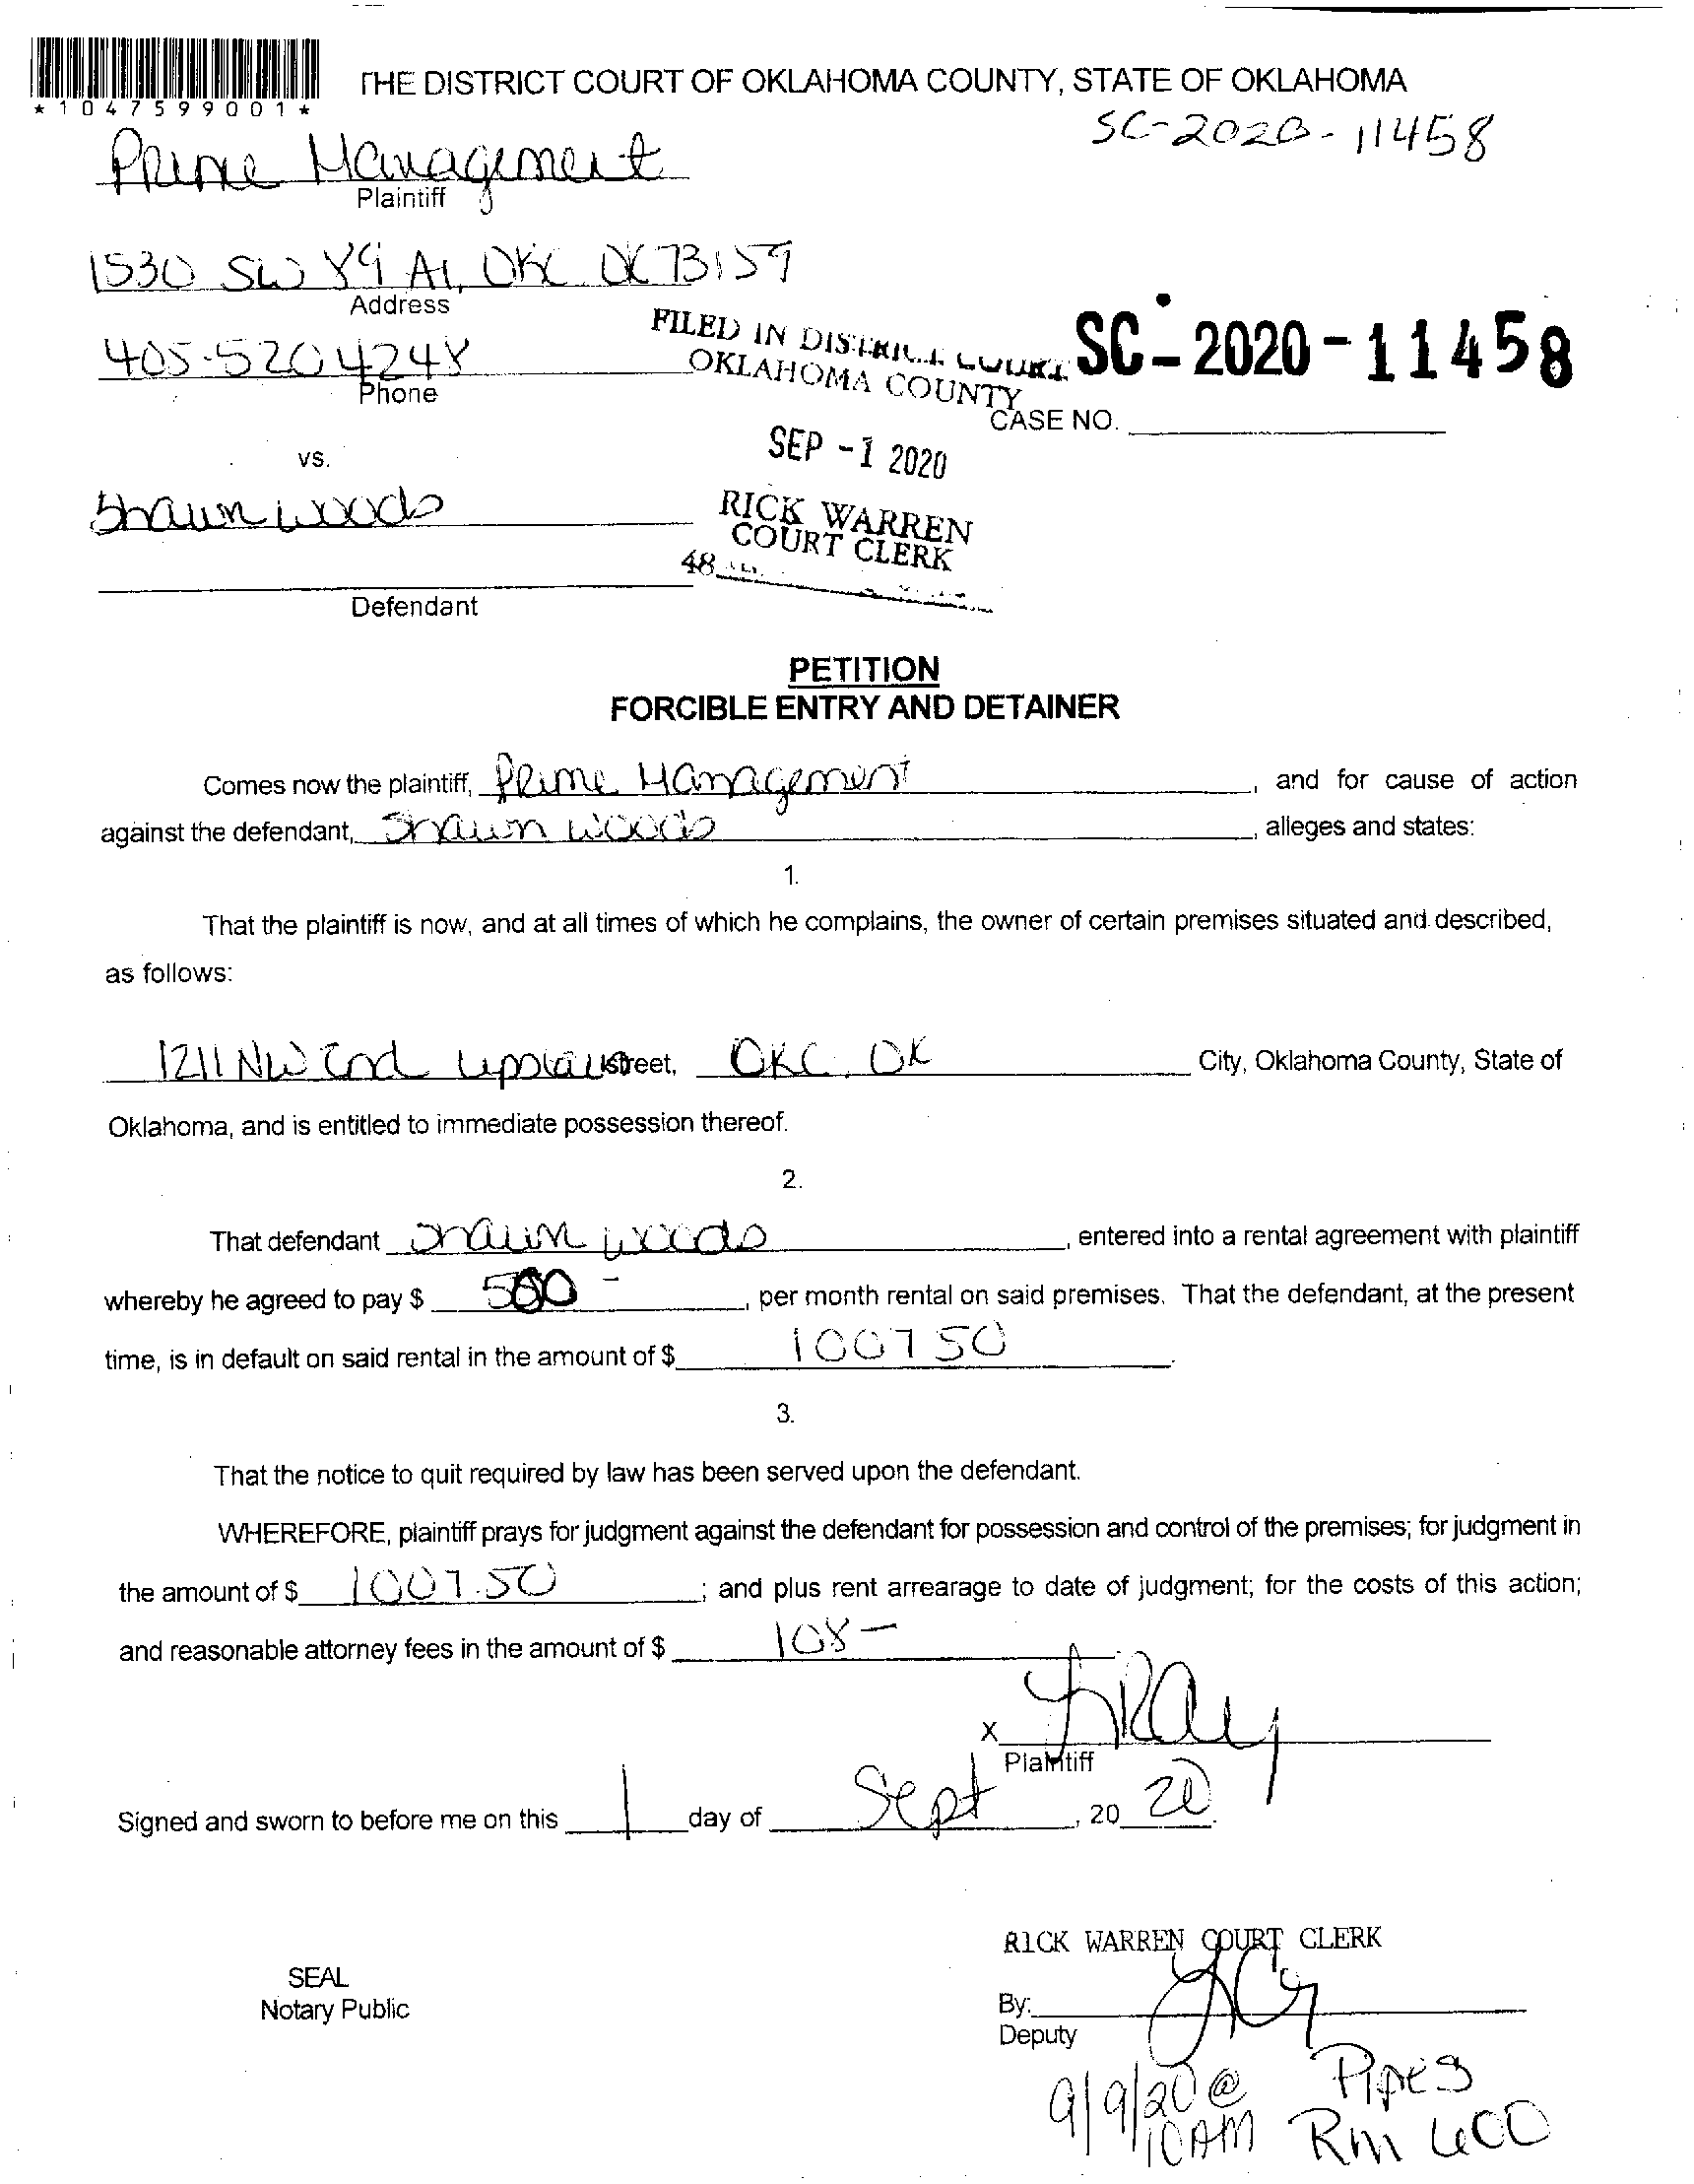 *1047599001*
THE DISTRICT COURT OF OKLAHOMA COUNTY, STATE OF OKLAHOMA
SC-2020-11458
Prime Management
Plaintiff
1530 SW 89 OKC OK 73159
Address
FILED IN DISTRICT COURT
OKLAHOMA COUNTY
SC-2020-11458
405-520 4248
Phone
CASE NO.
SEP -1 2020
vs.
Shaun woods
RICK WARREN
COURT CLERK
48
Defendant
PETITION
FORCIBLE ENTRY AND DETAINER
Comes now the plaintiff, Prime Management, and for cause of action
against the defendant, Shaun woods, alleges and states:
1.
That the plaintiff is now, and at all times of which he complains, the owner of certain premises situated and described,
as follows:
1211 NW 2nd street, OKC, OK City, Oklahoma County, State of
Oklahoma, and is entitled to immediate possession thereof.
2.
That defendant Shaun woods, entered into a rental agreement with plaintiff
whereby he agreed to pay $ 500 -, per month rental on said premises. That the defendant, at the present
time, is in default on said rental in the amount of $ 1007 50.
3.
That the notice to quit required by law has been served upon the defendant.
WHEREFORE, plaintiff prays for judgment against the defendant for possession and control of the premises; for judgment in
the amount of $ 1007.50; and plus rent arrearage to date of judgment; for the costs of this action;
and reasonable attorney fees in the amount of $ 108-
X
Plaintiff
Signed and sworn to before me on this 1 day of Sept, 20 20.
RICK WARREN COURT CLERK
SEAL
Notary Public
By:
Deputy
9/9/20 @ Pipes
10AM Rm 400